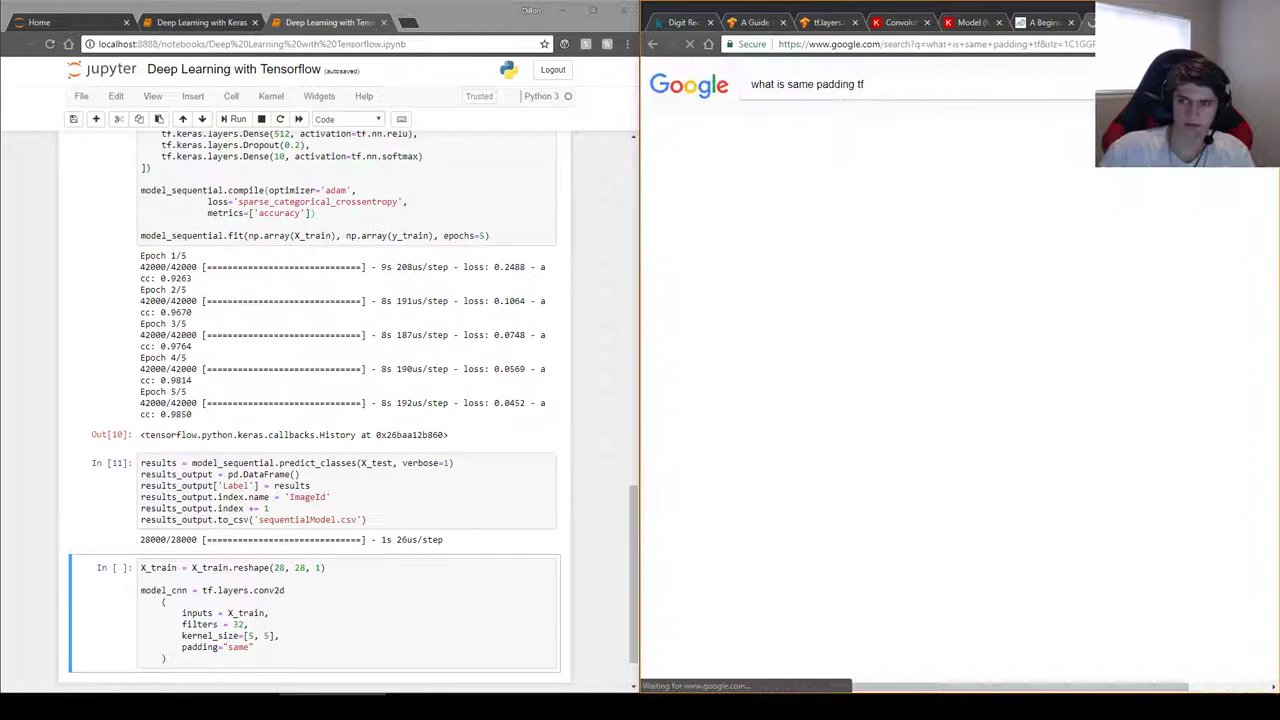 Home
Deep Learning with Keras
Deep Learning with Tens
Dillon
localhost:8888/notebooks/Deep%20Learning%20with%20Tensorflow.ipynb
jupyter Deep Learning with Tensorflow (autosaved)
Logout
File Edit View Insert Cell Kernel Widgets Help
Trusted
Python 3
Run
Code
tf.keras.layers.Dense(512, activation=tf.nn.relu),
tf.keras.layers.Dropout(0.2),
tf.keras.layers.Dense(10, activation=tf.nn.softmax)
])
model_sequential.compile(optimizer='adam',
loss='sparse_categorical_crossentropy',
metrics=['accuracy'])
model_sequential.fit(np.array(X_train), np.array(y_train), epochs=5)
Epoch 1/5
42000/42000 [==============================] - 9s 208us/step - loss: 0.2488 - a
cc: 0.9263
Epoch 2/5
42000/42000 [==============================] - 8s 191us/step - loss: 0.1064 - a
cc: 0.9670
Epoch 3/5
42000/42000 [==============================] - 8s 187us/step - loss: 0.0748 - a
cc: 0.9764
Epoch 4/5
42000/42000 [==============================] - 8s 190us/step - loss: 0.0569 - a
cc: 0.9814
Epoch 5/5
42000/42000 [==============================] - 8s 192us/step - loss: 0.0452 - a
cc: 0.9850
Out[10]: <tensorflow.python.keras.callbacks.History at 0x26baa12b860>
In [11]: results = model_sequential.predict_classes(X_test, verbose=1)
results_output = pd.DataFrame()
results_output['Label'] = results
results_output.index.name = 'ImageId'
results_output.index += 1
results_output.to_csv('sequentialModel.csv')
28000/28000 [==============================] - 1s 26us/step
In [ ]: X_train = X_train.reshape(28, 28, 1)
model_cnn = tf.layers.conv2d
(
inputs = X_train,
filters = 32,
kernel_size=[5, 5],
padding="same"
)
Digit Rec
A Guide
tf.layers.
Convolut
Model (f
A Begin
Secure
https://www.google.com/search?q=what+is+same+padding+tf&rlz=1C1GGR
Google
what is same padding tf
Waiting for www.google.com...